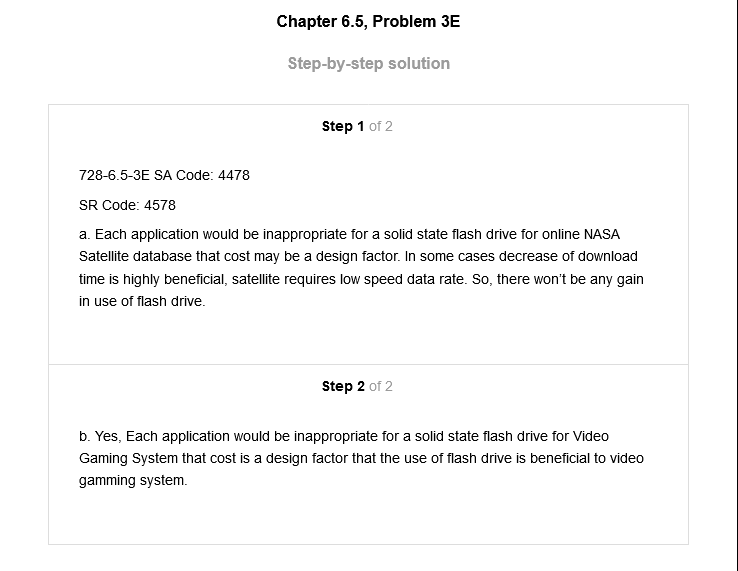 Chapter 6.5, Problem 3E
Step-by-step solution
Step 1 of 2
728-6.5-3E SA Code: 4478
SR Code: 4578
a. Each application would be inappropriate for a solid state flash drive for online NASA
Satellite database that cost may be a design factor. In some cases decrease of download
time is highly beneficial, satellite requires low speed data rate. So, there won’t be any gain
in use of flash drive.
Step 2 of 2
b. Yes, Each application would be inappropriate for a solid state flash drive for Video
Gaming System that cost is a design factor that the use of flash drive is beneficial to video
gamming system.